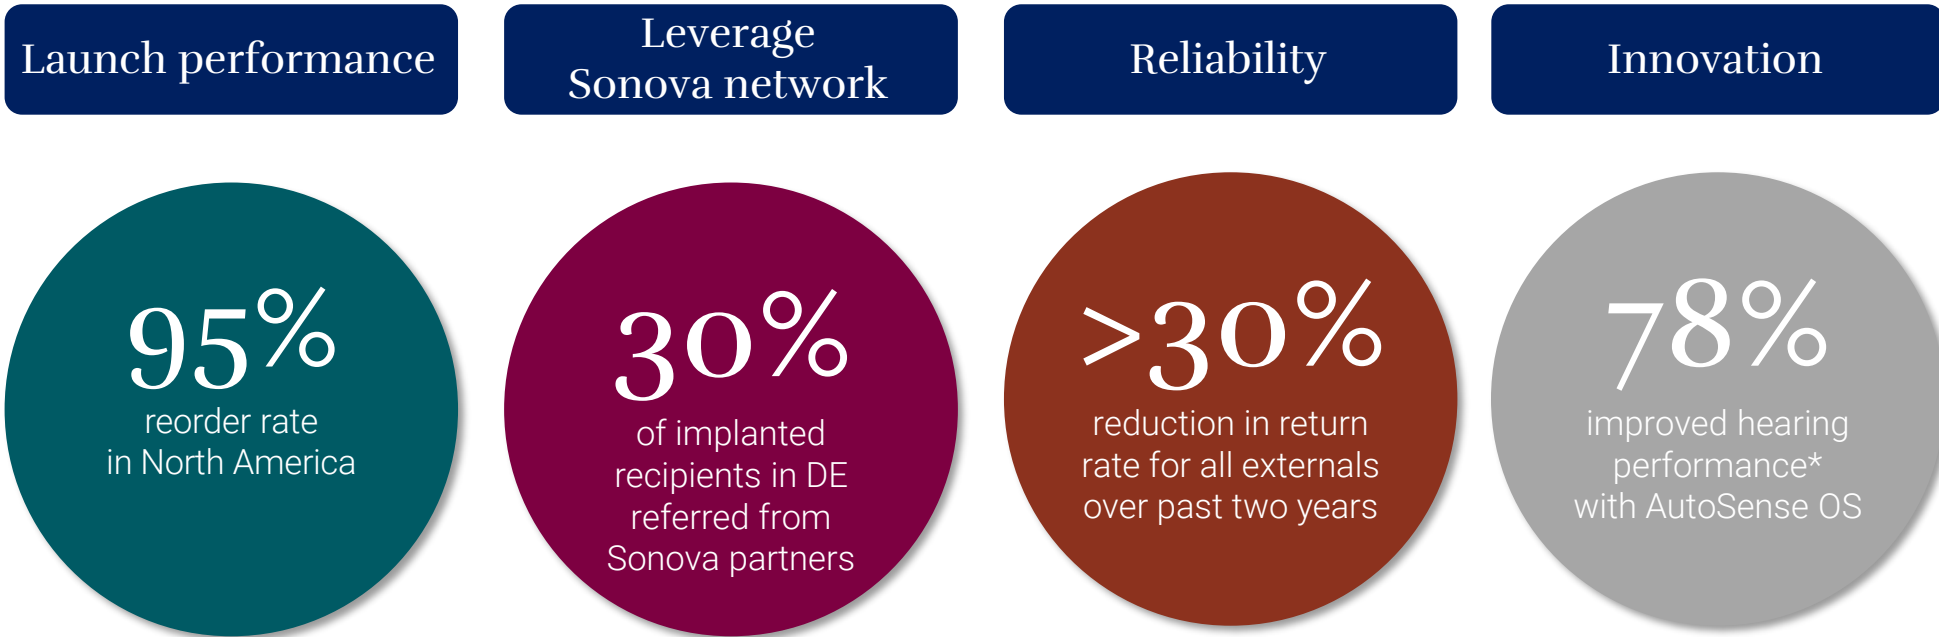 Launch performance
Leverage
Sonova network
Reliability
Innovation
95%
reorder rate
in North America
30%
of implanted
recipients in DE
referred from
Sonova partners
>30%
reduction in return
rate for all externals
over past two years
78%
improved hearing
performance*
with AutoSense OS